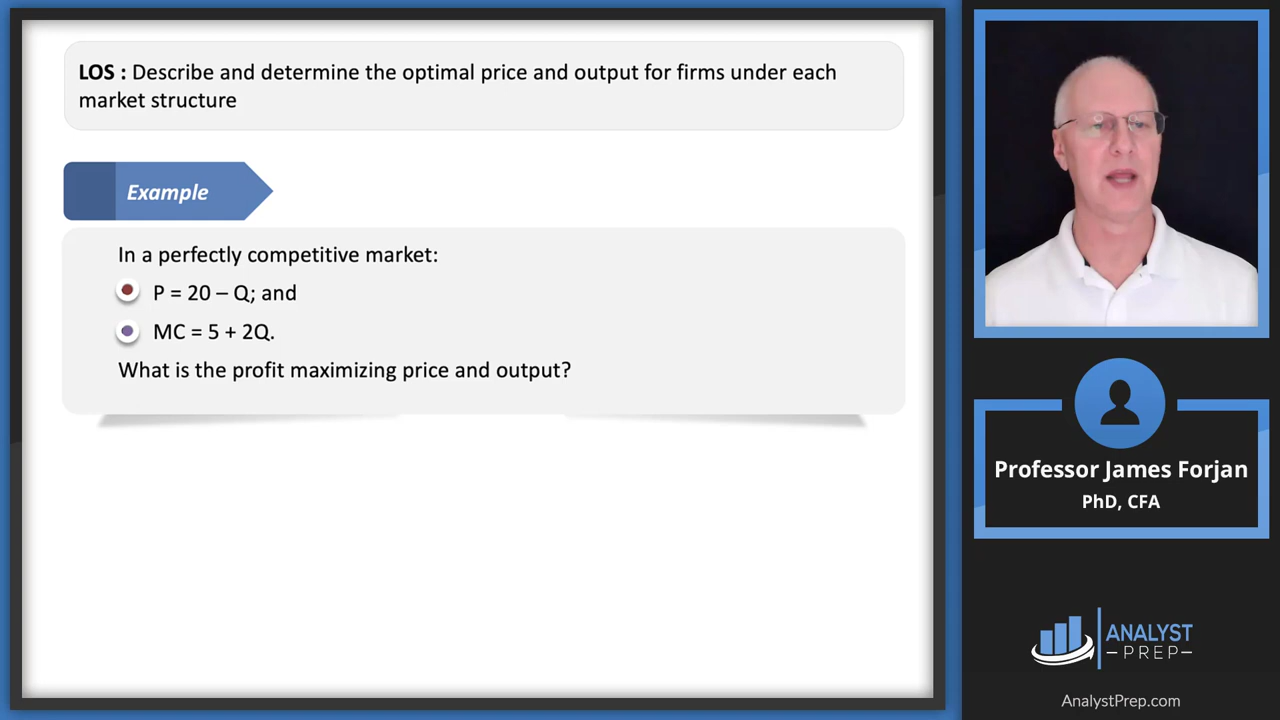 LOS : Describe and determine the optimal price and output for firms under each
market structure
Example
In a perfectly competitive market:
P = 20 – Q; and
MC = 5 + 2Q.
What is the profit maximizing price and output?
Professor James Forjan
PhD, CFA
ANALYST
–PREP–
AnalystPrep.com